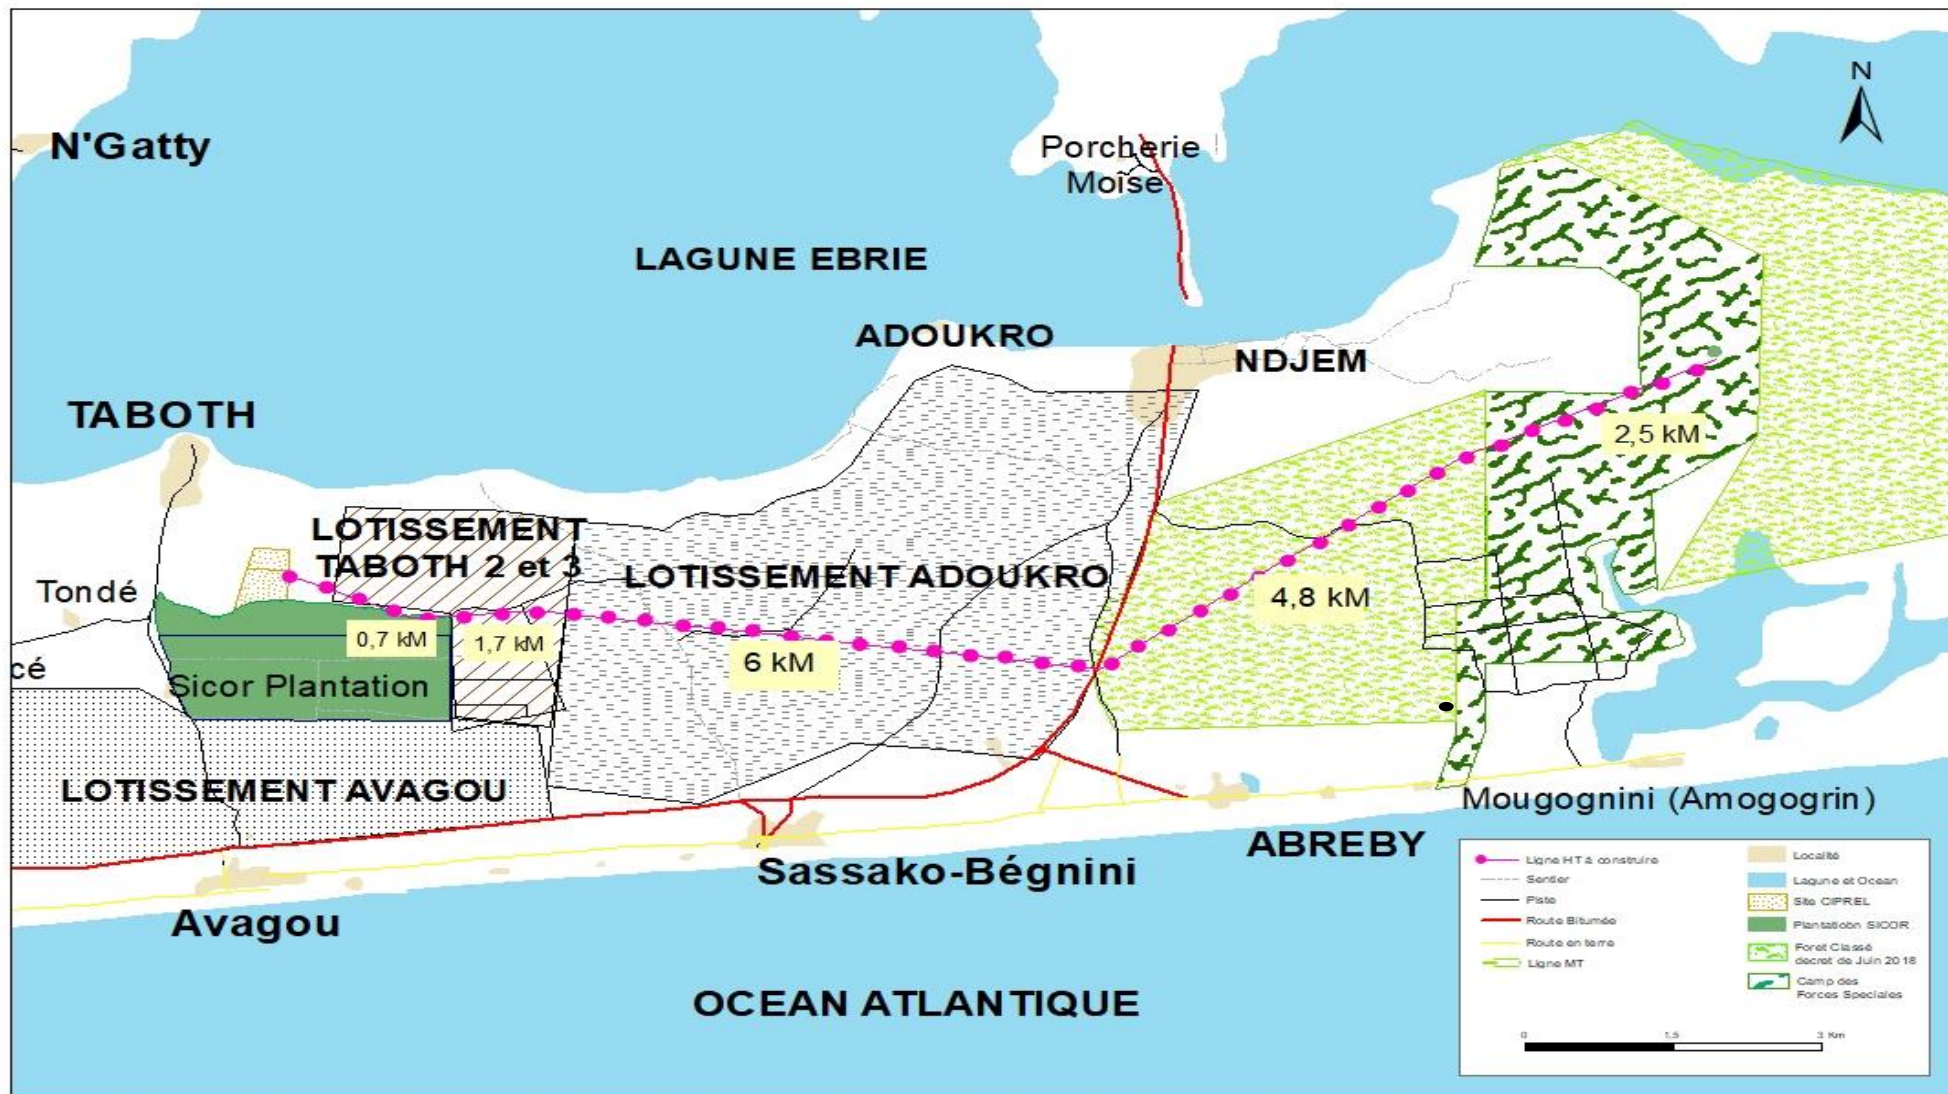 N
N'Gatty
Porcherie
Moïse
LAGUNE EBRIE
ADOUKRO
NDJEM
TABOTH
2,5 kM
LOTISSEMENT
TABOTH 2 et 3
LOTISSEMENT ADOUKRO
Tondé
4,8 kM
0,7 kM
1,7 kM
6 kM
cé
Sicor Plantation
LOTISSEMENT AVAGOU
Mougognini (Amogogrin)
ABREBY
Sassako-Bégnini
Avagou
OCEAN ATLANTIQUE
Ligne HT à construire
Sentier
Piste
Route Bitumée
Route en terre
Ligne MT
Localité
Lagune et Ocean
Site CIPREL
Plantatiobn SICOR
Foret Classé
decret de Juin 2018
Camp des
Forces Speciales
0 1,5 3 Km